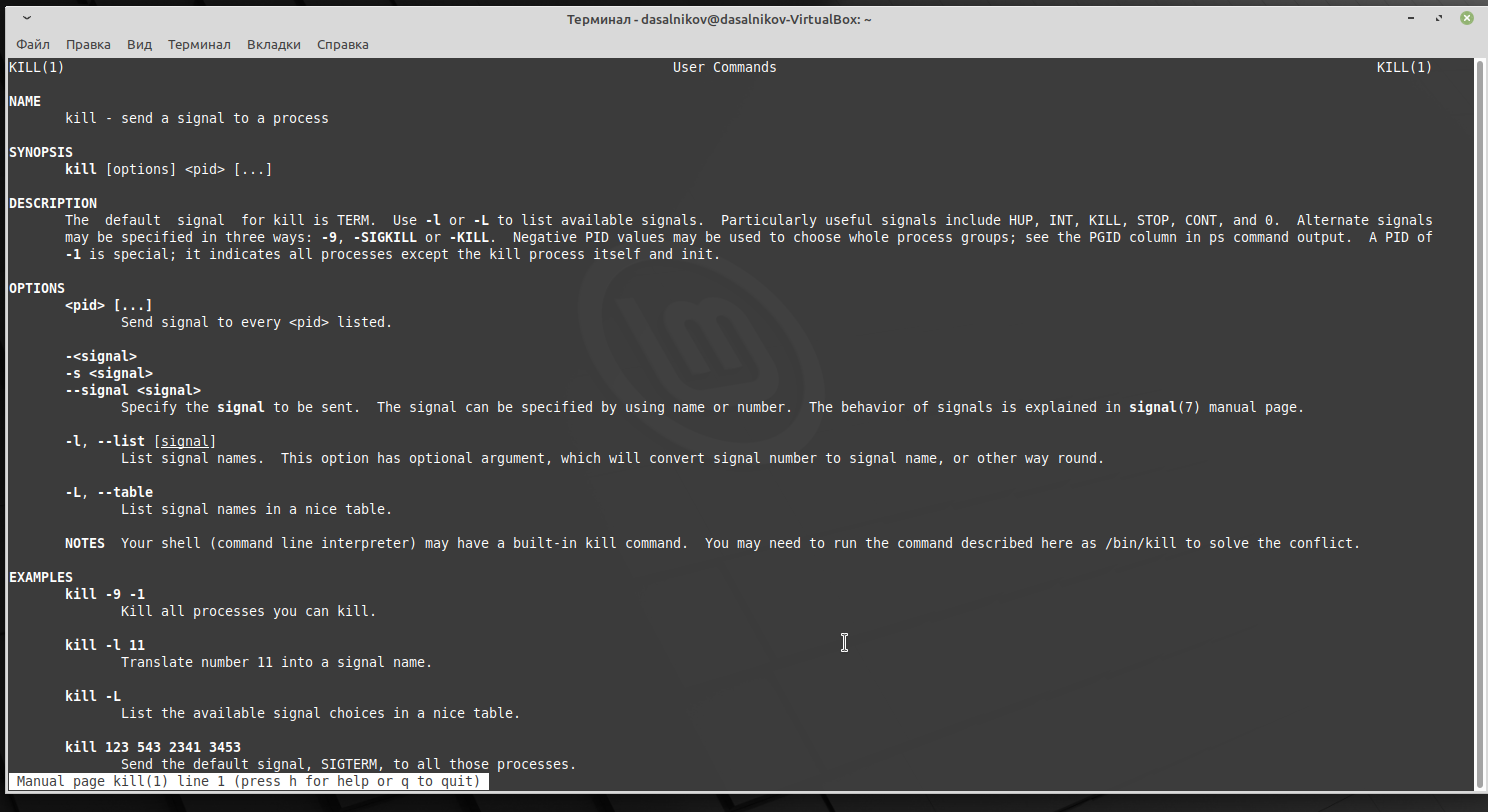 Терминал - dasalnikov@dasalnikov-VirtualBox: ~
Файл Правка Вид Терминал Вкладки Справка
KILL(1) User Commands KILL(1)
NAME
kill - send a signal to a process
SYNOPSIS
kill [options] <pid> [...]
DESCRIPTION
The default signal for kill is TERM. Use -l or -L to list available signals. Particularly useful signals include HUP, INT, KILL, STOP, CONT, and 0. Alternate signals
may be specified in three ways: -9, -SIGKILL or -KILL. Negative PID values may be used to choose whole process groups; see the PGID column in ps command output. A PID of
-1 is special; it indicates all processes except the kill process itself and init.
OPTIONS
<pid> [...]
Send signal to every <pid> listed.
-<signal>
-s <signal>
--signal <signal>
Specify the signal to be sent. The signal can be specified by using name or number. The behavior of signals is explained in signal(7) manual page.
-l, --list [signal]
List signal names. This option has optional argument, which will convert signal number to signal name, or other way round.
-L, --table
List signal names in a nice table.
NOTES Your shell (command line interpreter) may have a built-in kill command. You may need to run the command described here as /bin/kill to solve the conflict.
EXAMPLES
kill -9 -1
Kill all processes you can kill.
kill -l 11
Translate number 11 into a signal name.
kill -L
List the available signal choices in a nice table.
kill 123 543 2341 3453
Send the default signal, SIGTERM, to all those processes.
Manual page kill(1) line 1 (press h for help or q to quit)